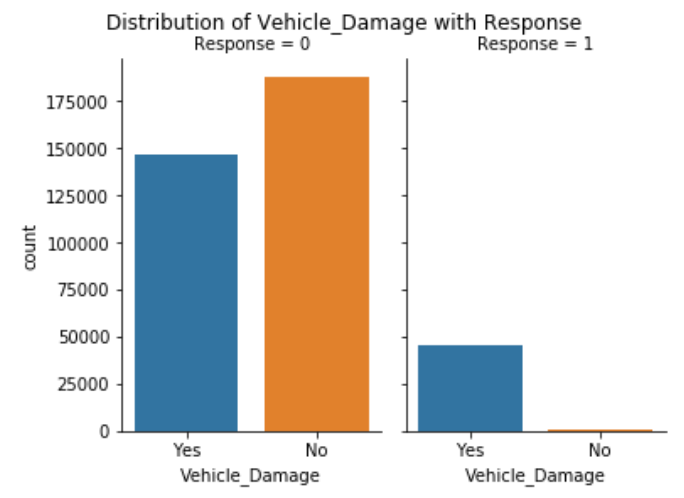 Distribution of Vehicle_Damage with Response
Response = 0
Response = 1
175000
150000
125000
100000
75000
50000
25000
0
count
Yes
No
Yes
No
Vehicle_Damage
Vehicle_Damage